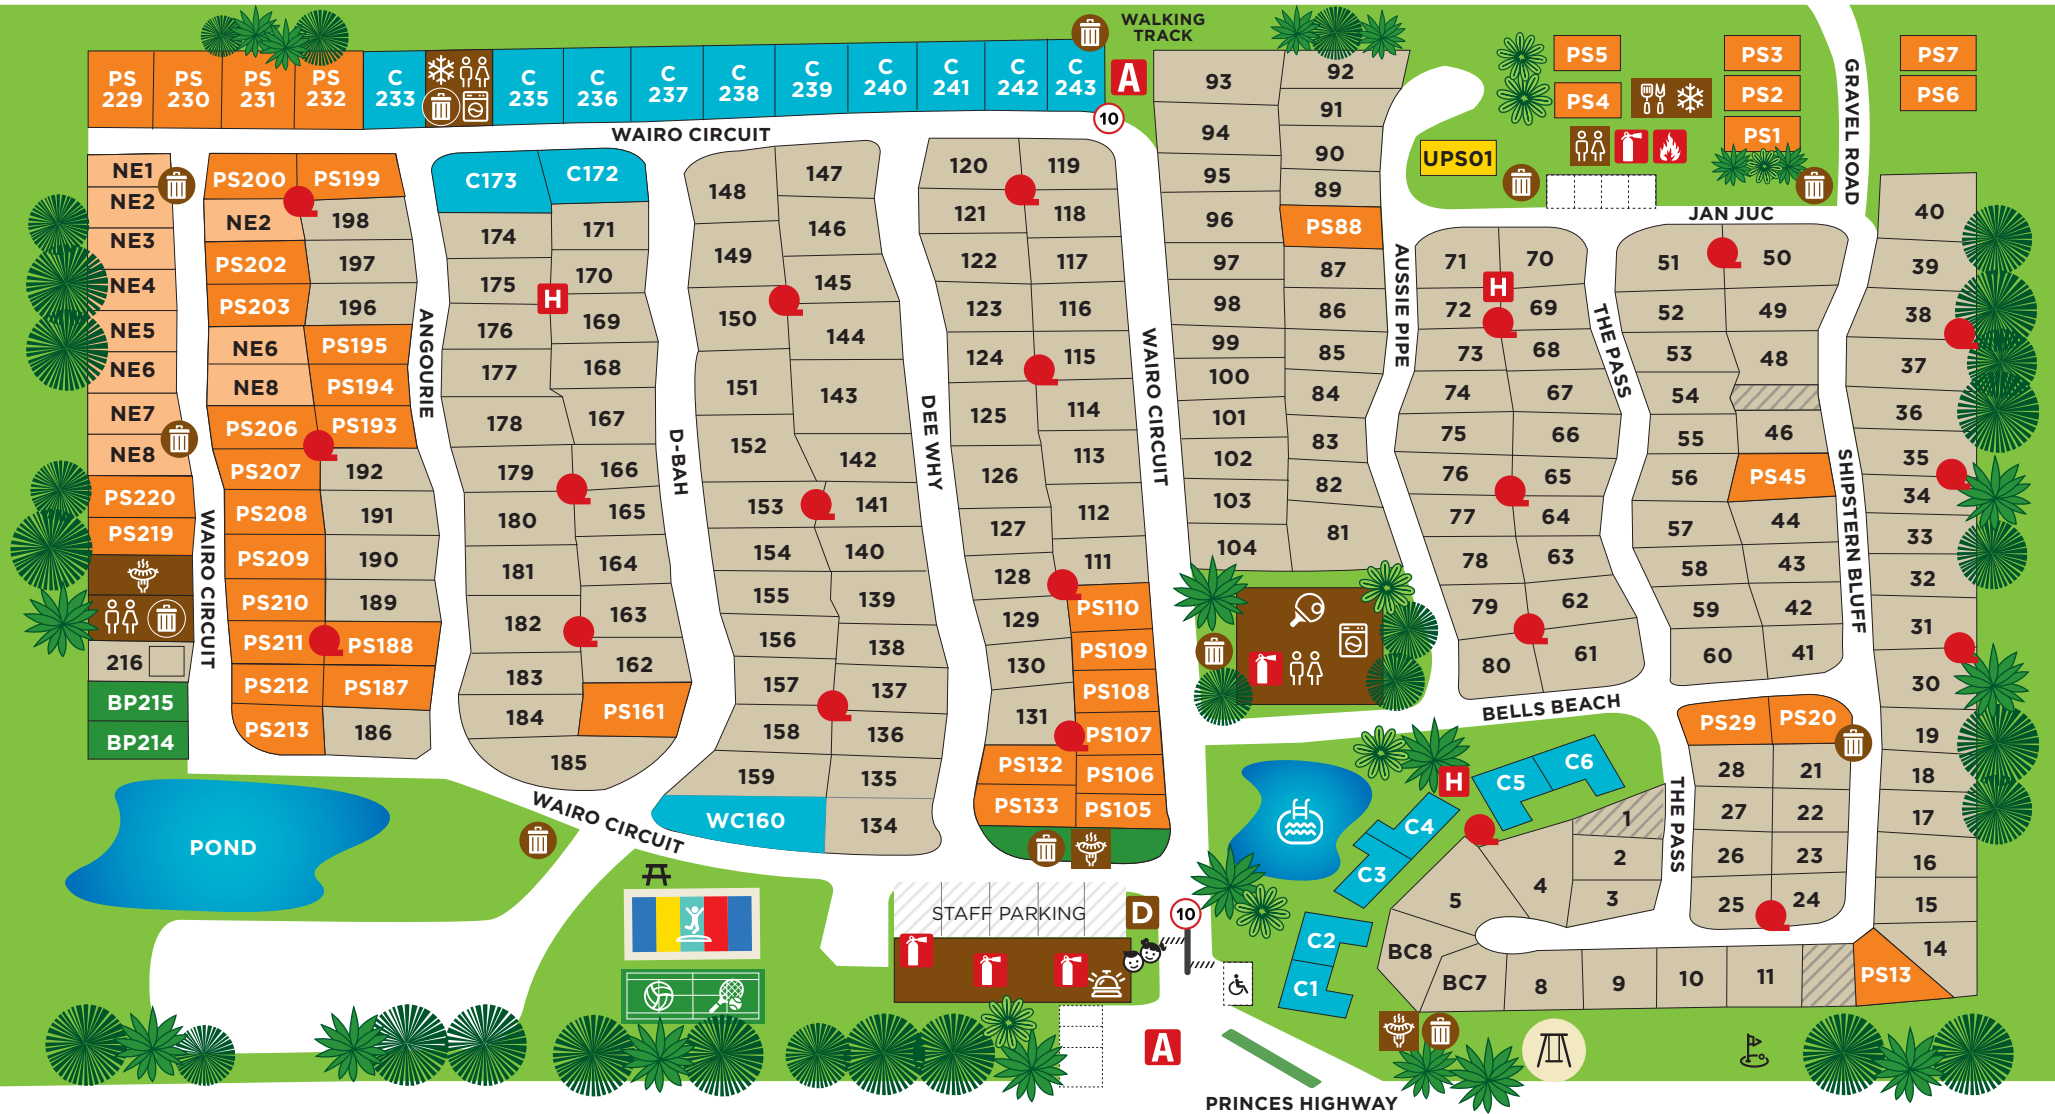 WALKING
TRACK
A
10
PS
229
PS
230
PS
231
PS
232
C
233
C
235
C
236
C
237
C
238
C
239
C
240
C
241
C
242
C
243
WAIRO CIRCUIT
NE1
NE2
NE3
NE4
NE5
NE6
NE7
NE8
PS220
PS219
216
BP215
BP214
WAIRO CIRCUIT
PS200
NE2
PS202
PS203
NE6
NE8
PS206
PS207
PS208
PS209
PS210
PS211
PS212
PS213
PS199
198
197
196
PS195
PS194
PS193
192
191
190
189
PS188
PS187
186
ANGOURIE
C173
174
175
176
177
178
179
180
181
182
183
184
185
C172
171
170
H
169
168
167
166
165
164
163
162
PS161
D-BAH
148
149
150
151
152
153
154
155
156
157
158
159
WC160
147
146
145
144
143
142
141
140
139
138
137
136
135
134
DEE WHY
120
121
122
123
124
125
126
127
128
129
130
131
PS132
PS133
119
118
117
116
115
114
113
112
111
PS110
PS109
PS108
PS107
PS106
PS105
WAIRO CIRCUIT
93
94
95
96
97
98
99
100
101
102
103
104
92
91
90
89
PS88
87
86
85
84
83
82
81
AUSSIE PIPE
UPS01
PS5
PS4
PS3
PS2
PS1
PS7
PS6
GRAVEL ROAD
JAN JUC
71
72
73
74
75
76
77
78
79
80
70
H
69
68
67
66
65
64
63
62
61
THE PASS
51
52
53
54
55
56
57
58
59
60
50
49
48
46
PS45
44
43
42
41
SHIPSTERN BLUFF
40
39
38
37
36
35
34
33
32
31
30
19
18
17
16
15
14
BELLS BEACH
PS29
PS20
28
27
26
25
21
22
23
24
THE PASS
H
C6
C5
C4
C3
C2
C1
1
2
3
4
5
BC8
BC7
8
9
10
11
PS13
POND
WAIRO CIRCUIT
STAFF PARKING
D
10
A
PRINCES HIGHWAY